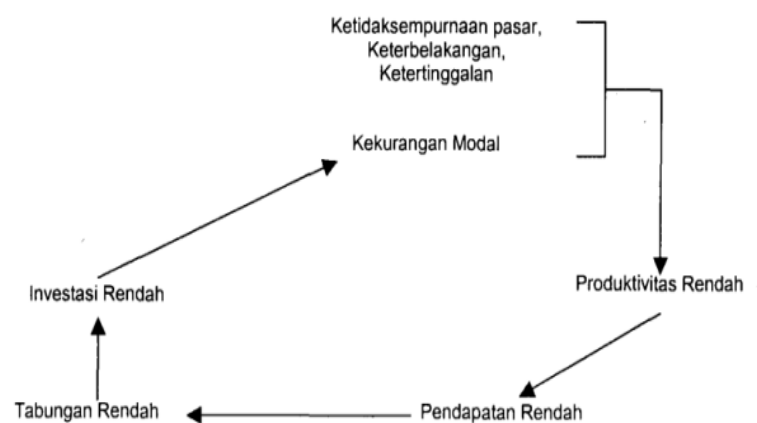 Ketidaksempurnaan pasar,
Keterbelakangan,
Ketertinggalan
Kekurangan Modal
Produktivitas Rendah
Investasi Rendah
Pendapatan Rendah
Tabungan Rendah